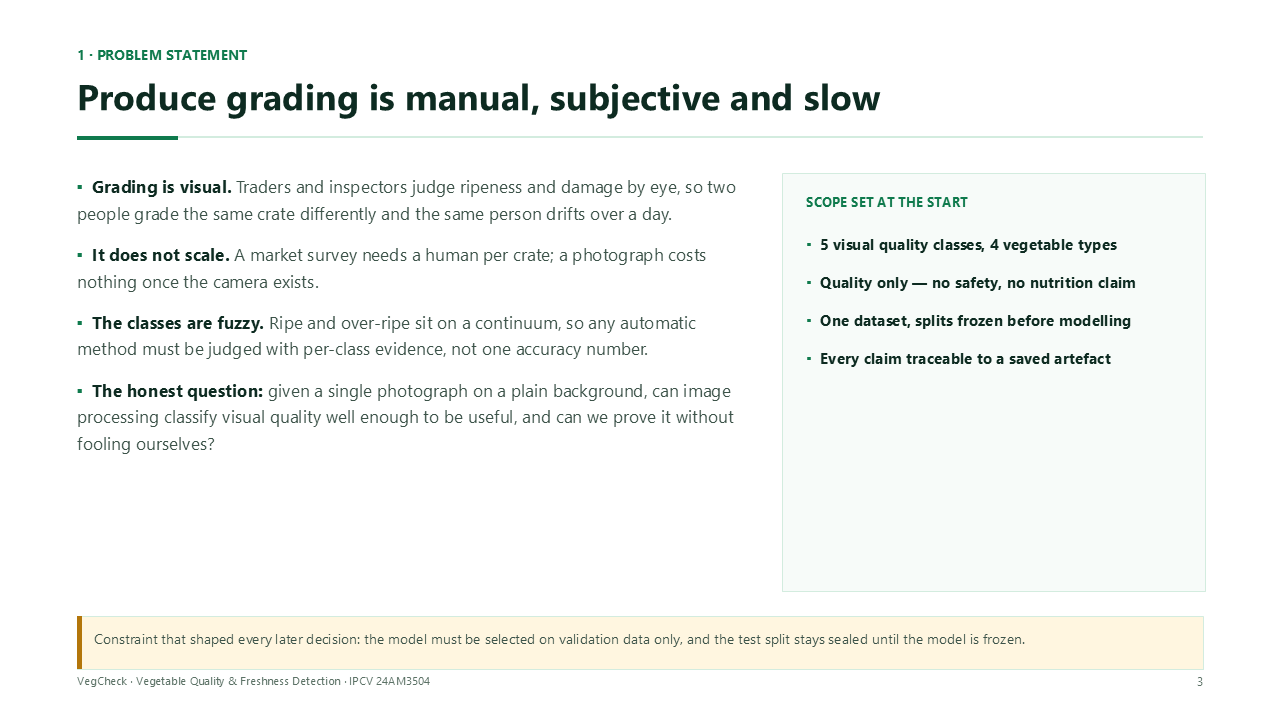 1 · PROBLEM STATEMENT
Produce grading is manual, subjective and slow
▪ Grading is visual. Traders and inspectors judge ripeness and damage by eye, so two
people grade the same crate differently and the same person drifts over a day.
▪ It does not scale. A market survey needs a human per crate; a photograph costs
nothing once the camera exists.
▪ The classes are fuzzy. Ripe and over-ripe sit on a continuum, so any automatic
method must be judged with per-class evidence, not one accuracy number.
▪ The honest question: given a single photograph on a plain background, can image
processing classify visual quality well enough to be useful, and can we prove it without
fooling ourselves?
SCOPE SET AT THE START
▪ 5 visual quality classes, 4 vegetable types
▪ Quality only — no safety, no nutrition claim
▪ One dataset, splits frozen before modelling
▪ Every claim traceable to a saved artefact
Constraint that shaped every later decision: the model must be selected on validation data only, and the test split stays sealed until the model is frozen.
VegCheck · Vegetable Quality & Freshness Detection · IPCV 24AM3504
3